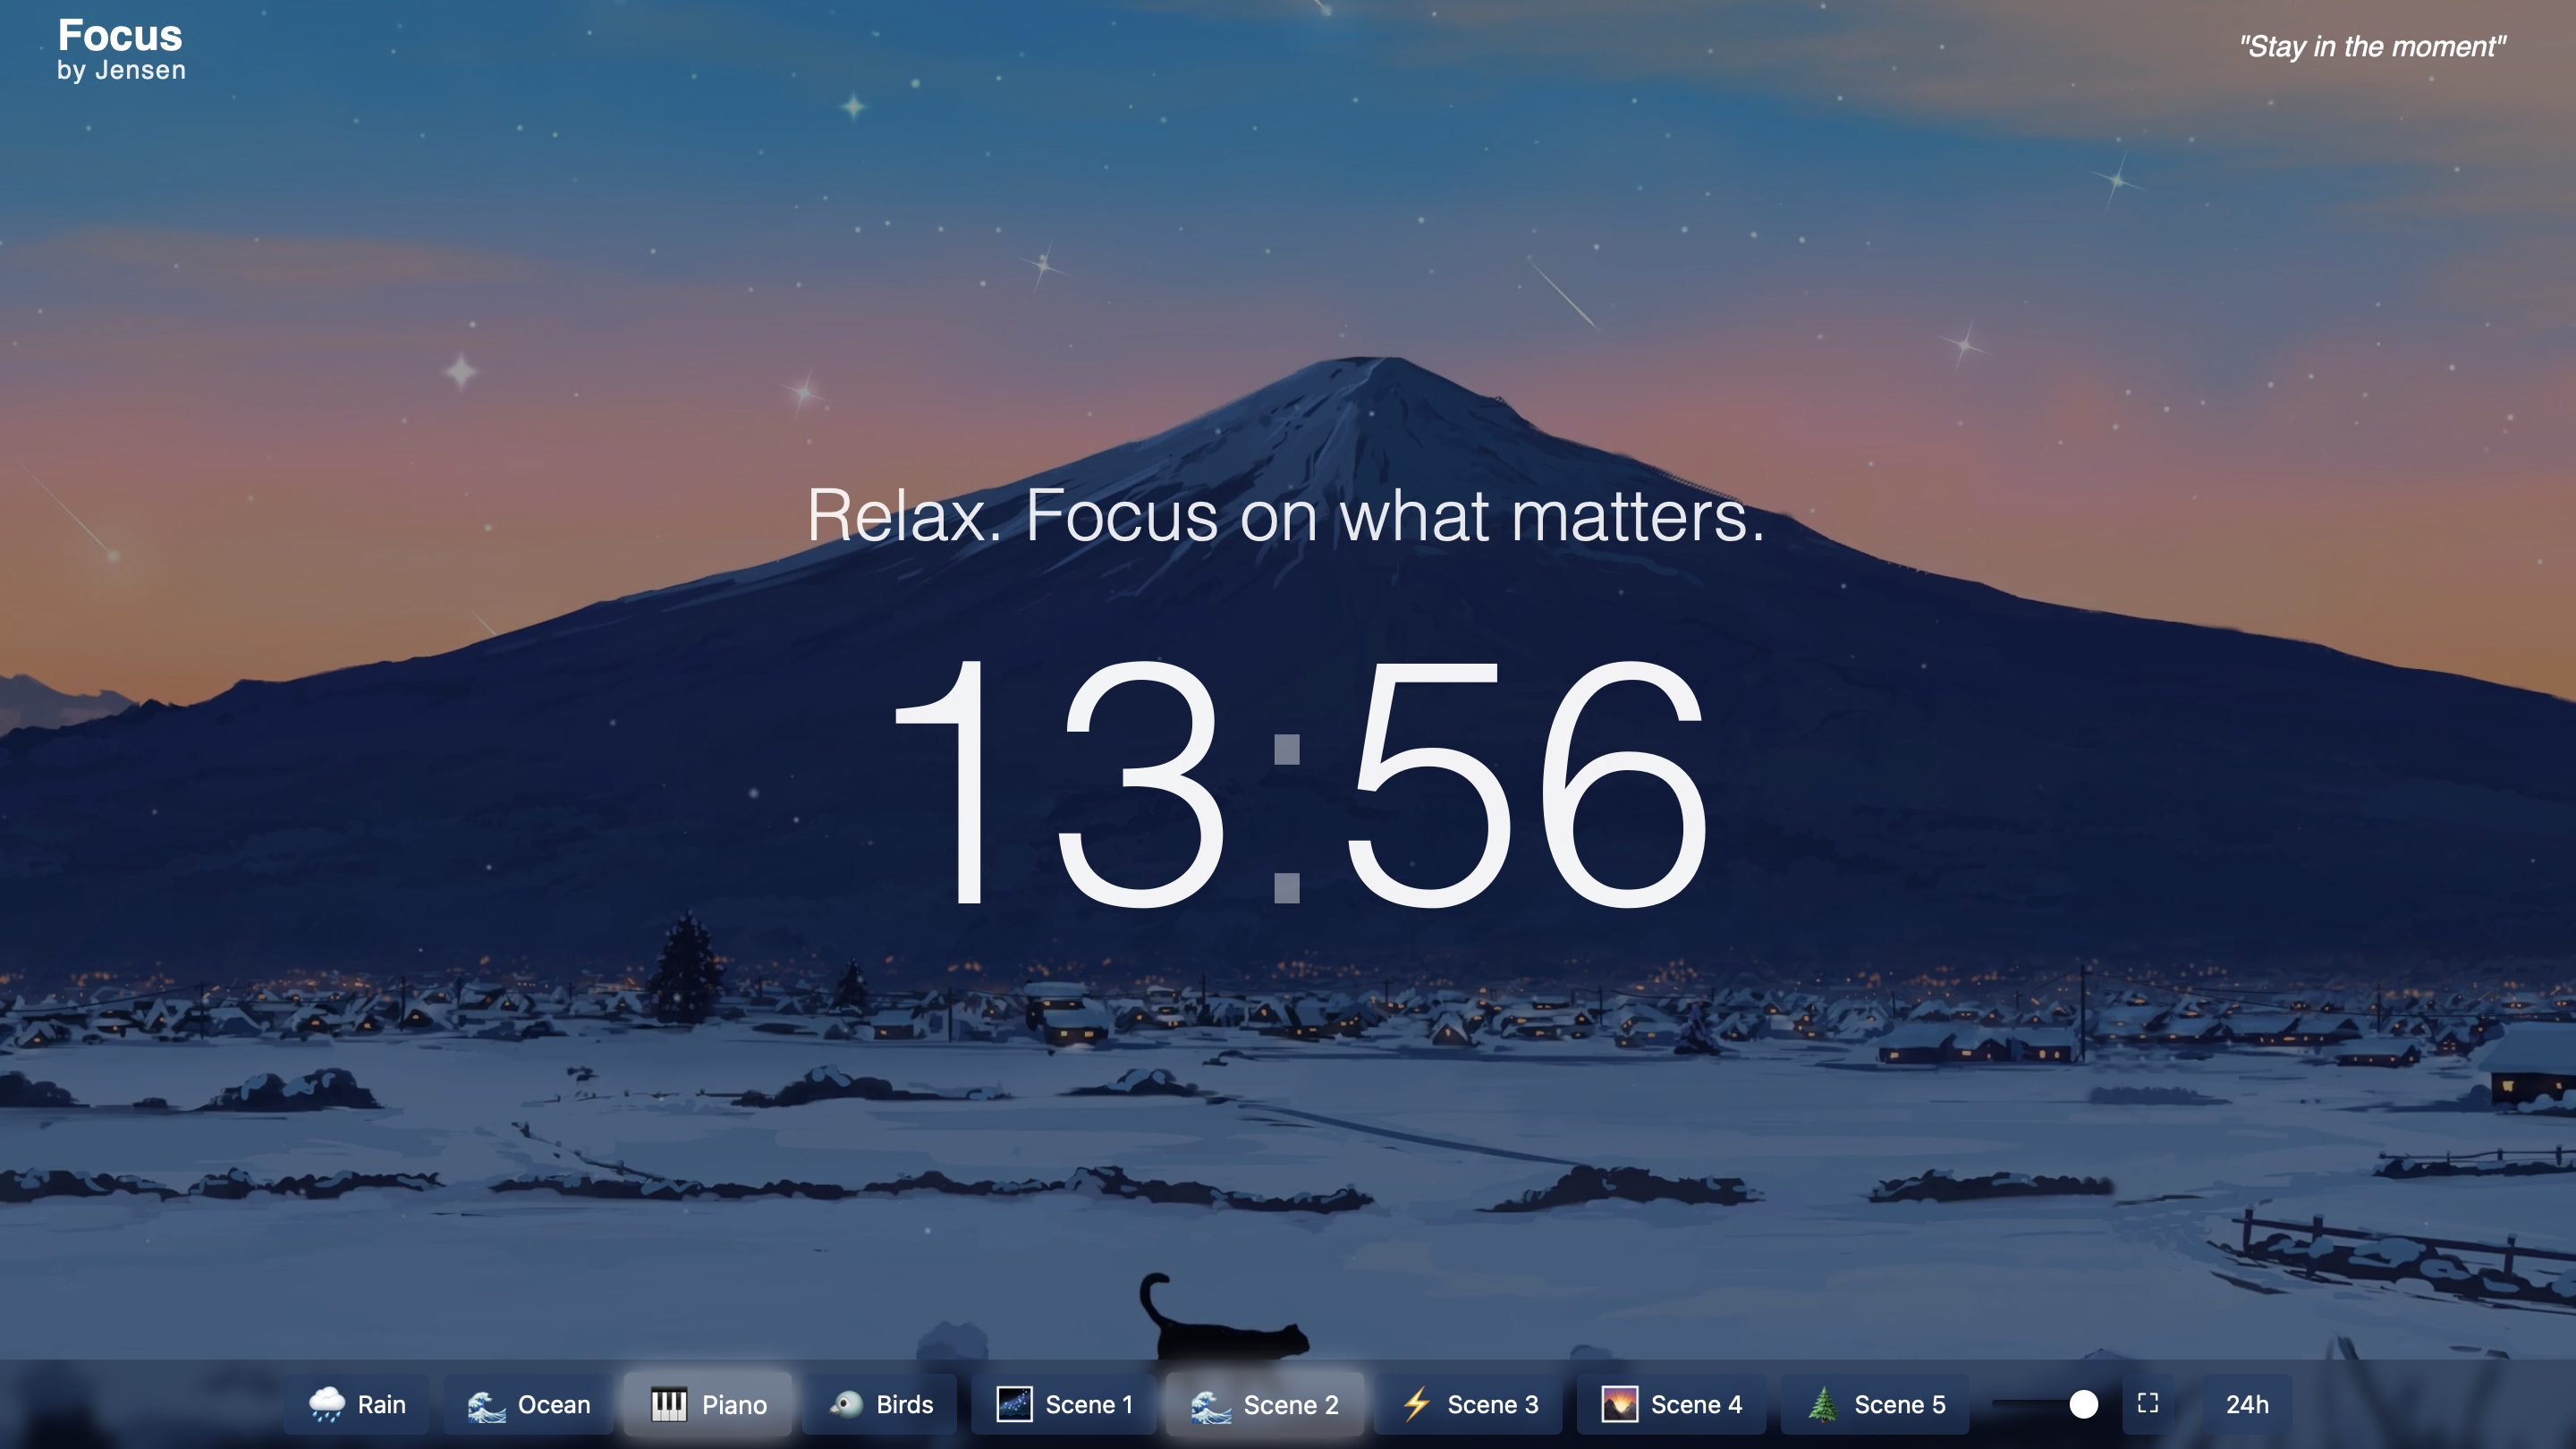 Focus
by Jensen
"Stay in the moment"
Relax. Focus on what matters.
13:56
Rain
Ocean
Piano
Birds
Scene 1
Scene 2
Scene 3
Scene 4
Scene 5
24h